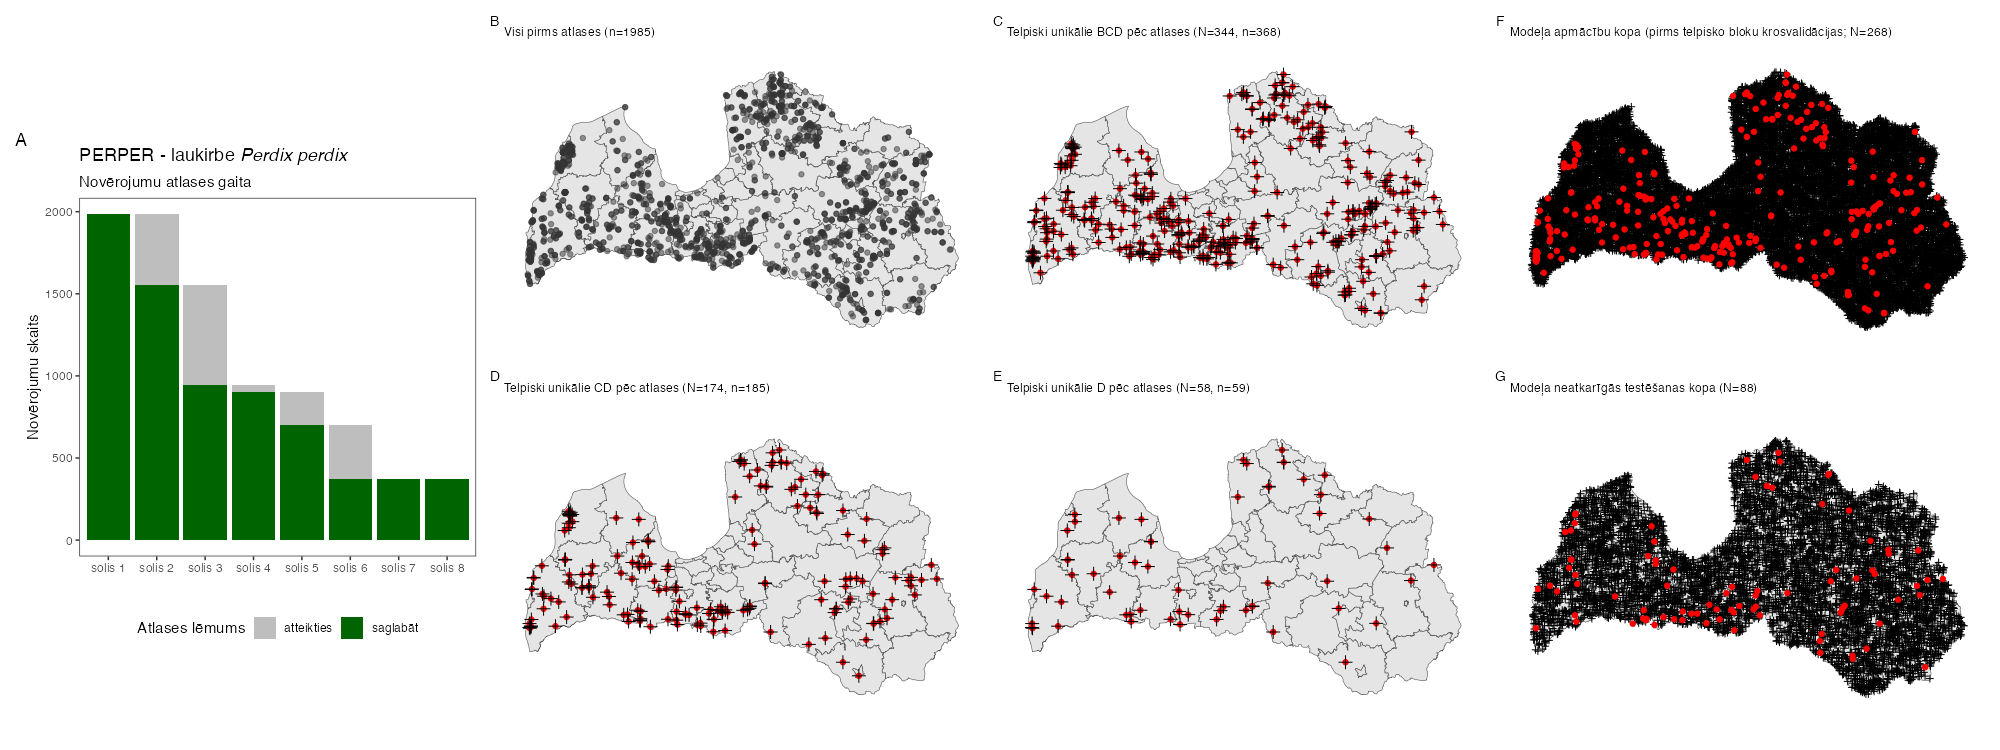 A
PERPER - laukirbe Perdix perdix
Novērojumu atlases gaita
Novērojumu skaits
2000
1500
1000
500
0
solis 1 solis 2 solis 3 solis 4 solis 5 solis 6 solis 7 solis 8
Atlases lēmums atteikties saglabāt
B
Visi pirms atlases (n=1985)
C
Telpiski unikālie BCD pēc atlases (N=344, n=368)
F
Modeļa apmācību kopa (pirms telpisko bloku krosvalidācijas; N=268)
D
Telpiski unikālie CD pēc atlases (N=174, n=185)
E
Telpiski unikālie D pēc atlases (N=58, n=59)
G
Modeļa neatkarīgās testēšanas kopa (N=88)